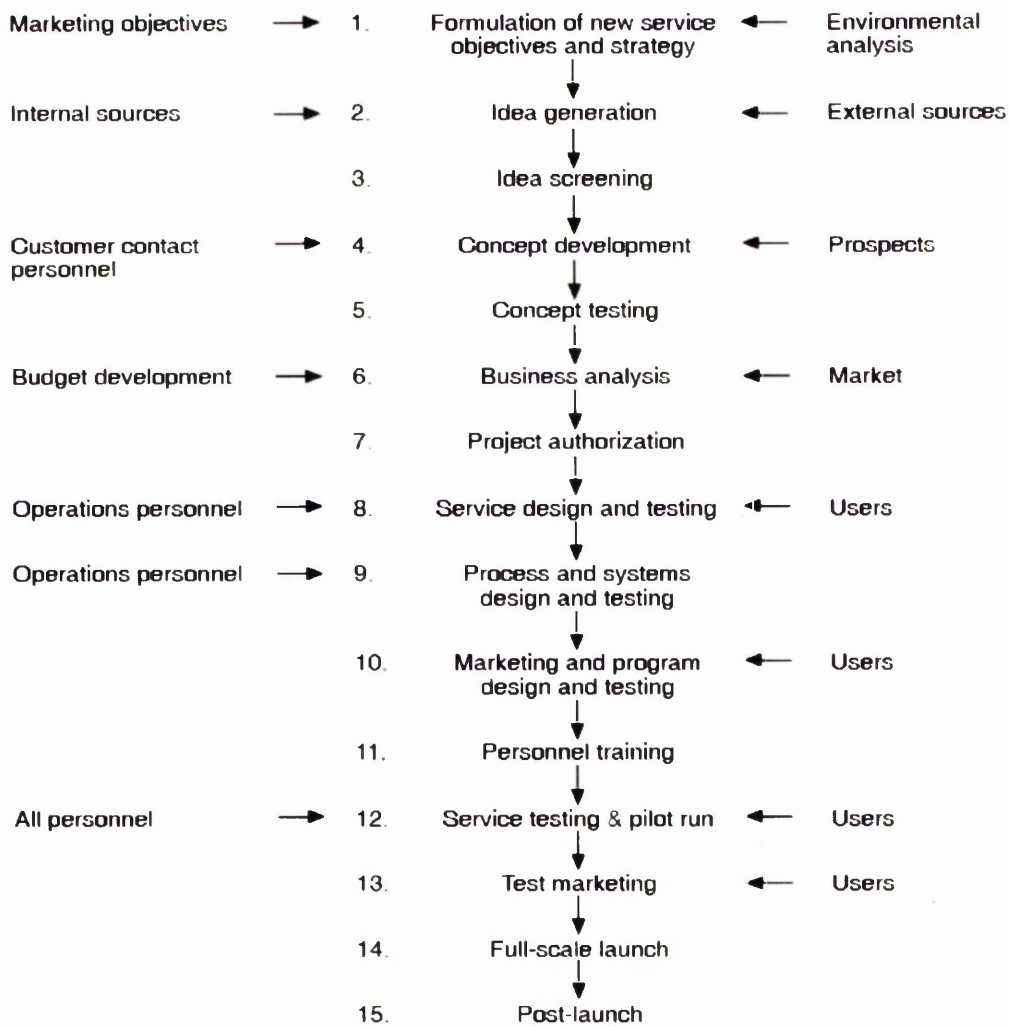 Marketing objectives 1. Formulation of new service Environmental
objectives and strategy analysis
Internal sources 2. Idea generation External sources
3. Idea screening
Customer contact 4. Concept development Prospects
personnel
5. Concept testing
Budget development 6. Business analysis Market
7. Project authorization
Operations personnel 8. Service design and testing Users
Operations personnel 9. Process and systems
design and testing
10. Marketing and program Users
design and testing
11. Personnel training
All personnel 12. Service testing & pilot run Users
13. Test marketing Users
14. Full-scale launch
15. Post-launch